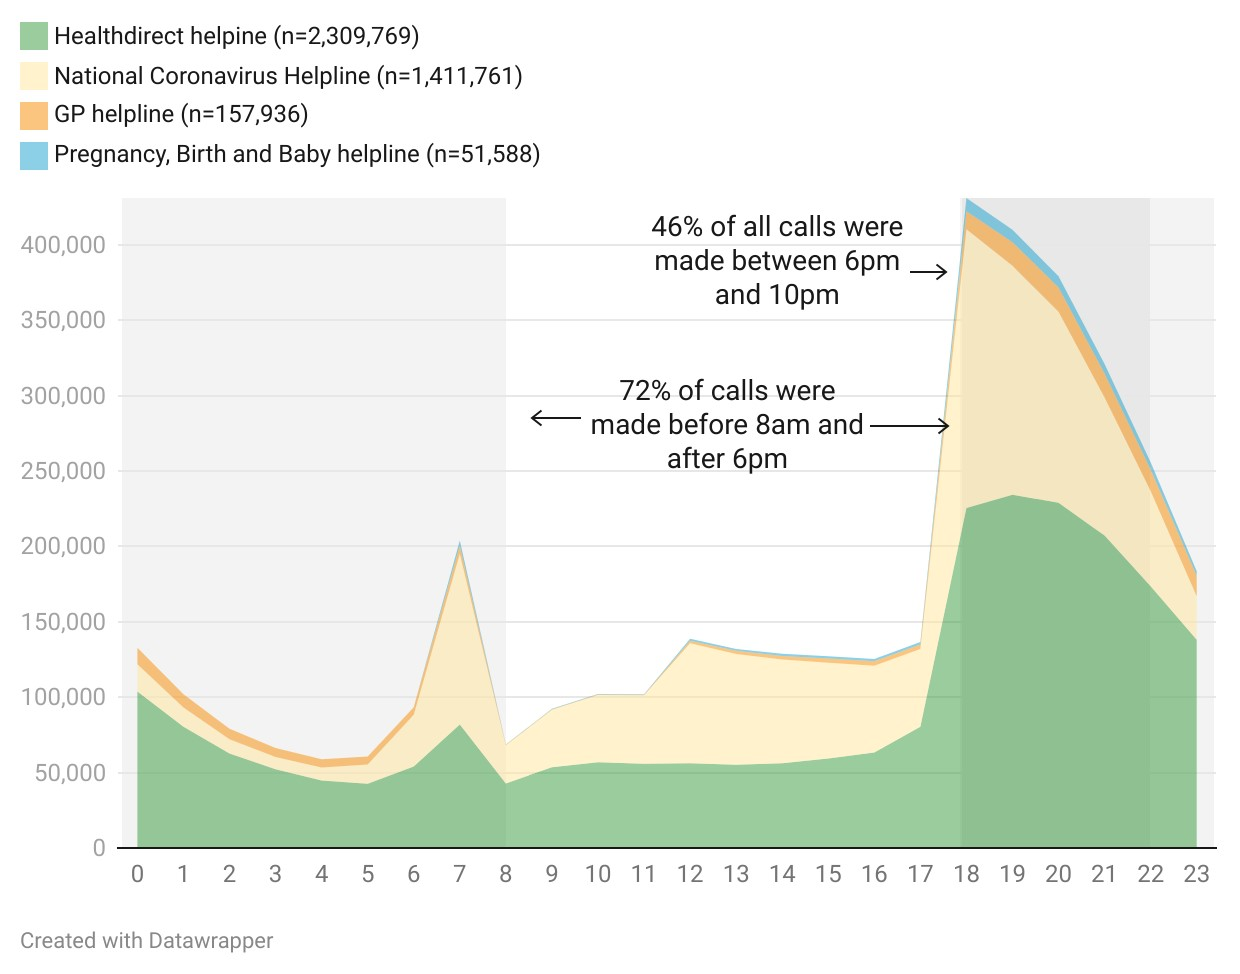 Healthdirect helpine (n=2,309,769)
National Coronavirus Helpline (n=1,411,761)
GP helpline (n=157,936)
Pregnancy, Birth and Baby helpline (n=51,588)
46% of all calls were
made between 6pm
and 10pm
72% of calls were
made before 8am and
after 6pm
400,000
350,000
300,000
250,000
200,000
150,000
100,000
50,000
0
0 1 2 3 4 5 6 7 8 9 10 11 12 13 14 15 16 17 18 19 20 21 22 23
Created with Datawrapper